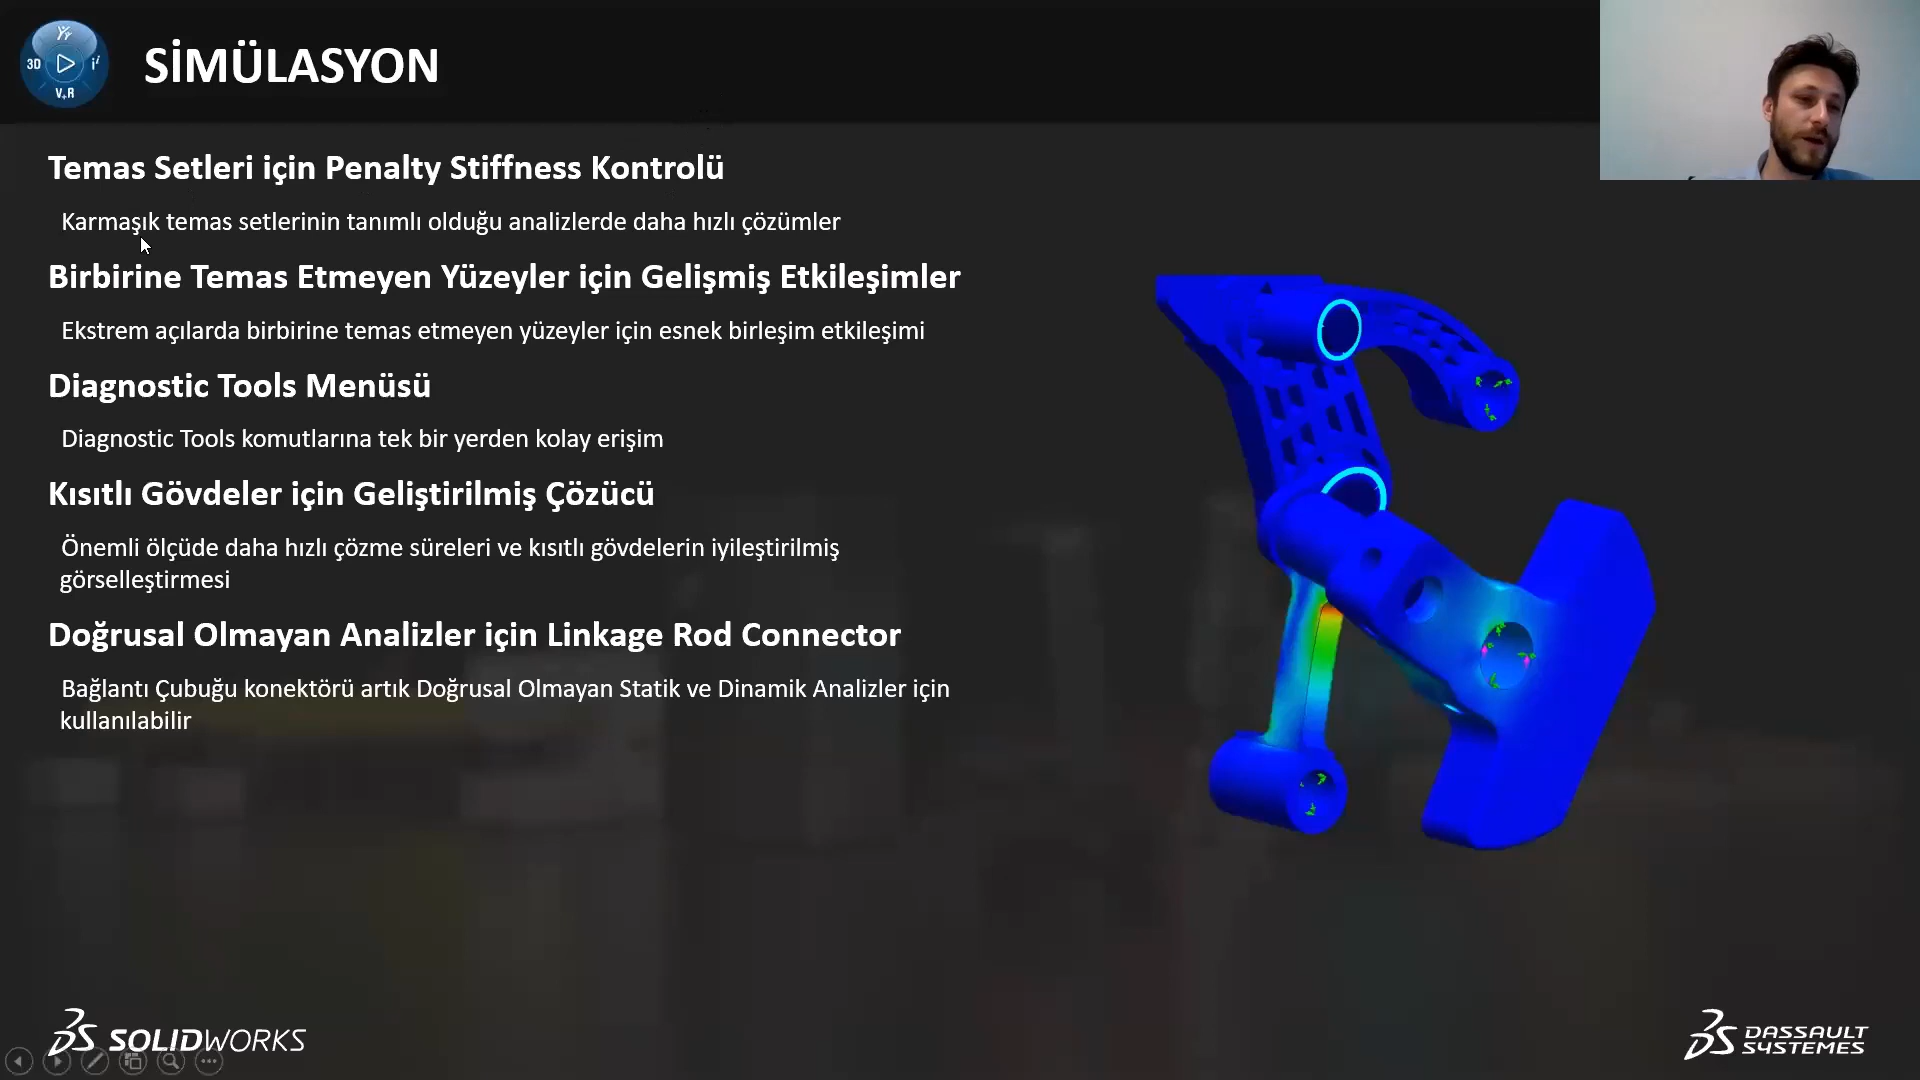 3D
V+R
SİMÜLASYON
Temas Setleri için Penalty Stiffness Kontrolü
Karmaşık temas setlerinin tanımlı olduğu analizlerde daha hızlı çözümler
Birbirine Temas Etmeyen Yüzeyler için Gelişmiş Etkileşimler
Ekstrem açılarda birbirine temas etmeyen yüzeyler için esnek birleşim etkileşimi
Diagnostic Tools Menüsü
Diagnostic Tools komutlarına tek bir yerden kolay erişim
Kısıtlı Gövdeler için Geliştirilmiş Çözücü
Önemli ölçüde daha hızlı çözme süreleri ve kısıtlı gövdelerin iyileştirilmiş
görselleştirmesi
Doğrusal Olmayan Analizler için Linkage Rod Connector
Bağlantı Çubuğu konektörü artık Doğrusal Olmayan Statik ve Dinamik Analizler için
kullanılabilir
SOLIDWORKS
DASSAULT
SYSTEMES